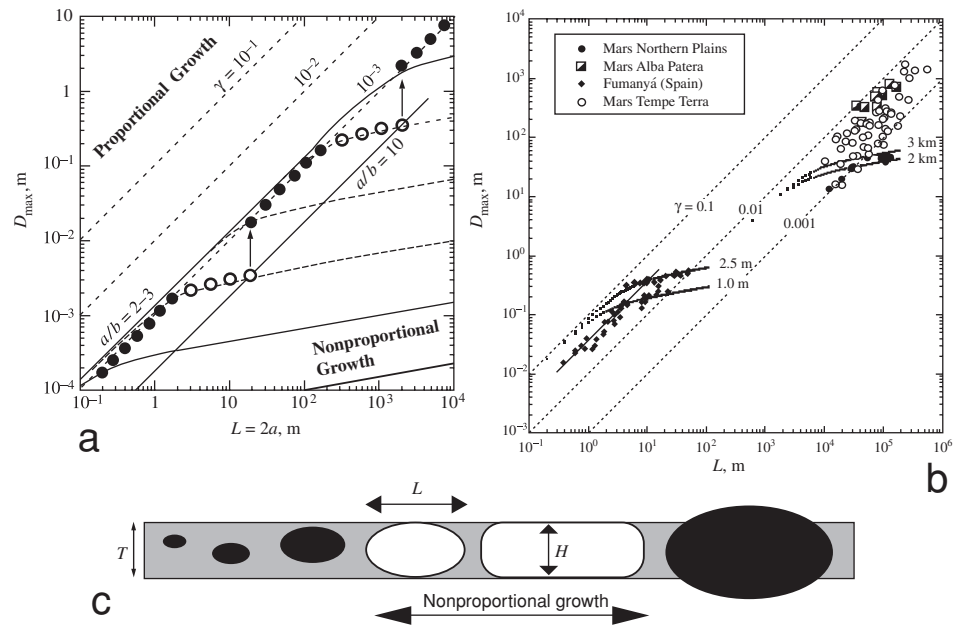 10
1
10⁻¹
10⁻²
10⁻³
10⁻⁴
D_max, m
10⁻¹
1
10
10²
10³
10⁴
L = 2a, m
Proportional Growth
γ = 10⁻¹
10⁻²
10⁻³
a/b = 10
a/b = 2–3
Nonproportional
Growth
a
10⁴
10³
10²
10¹
10⁰
10⁻¹
10⁻²
10⁻³
D_max, m
10⁻¹
10⁰
10¹
10²
10³
10⁴
10⁵
10⁶
L, m
Mars Northern Plains
Mars Alba Patera
Fumanyá (Spain)
Mars Tempe Terra
3 km
2 km
γ = 0.1
0.01
0.001
2.5 m
1.0 m
b
L
T
H
c
Nonproportional growth